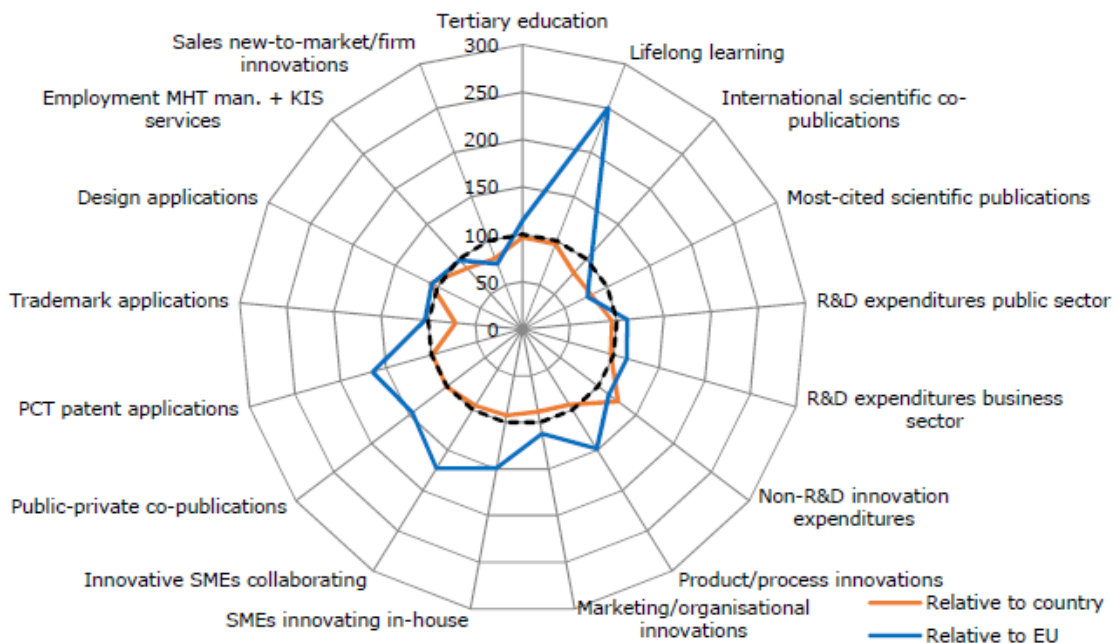 Tertiary education
300
250
200
150
100
50
0
Lifelong learning
International scientific co-
publications
Most-cited scientific publications
R&D expenditures public sector
R&D expenditures business
sector
Non-R&D innovation
expenditures
Product/process innovations
Marketing/organisational
innovations
SMEs innovating in-house
Innovative SMEs collaborating
Public-private co-publications
PCT patent applications
Trademark applications
Design applications
Employment MHT man. + KIS
services
Sales new-to-market/firm
innovations
Relative to country
Relative to EU